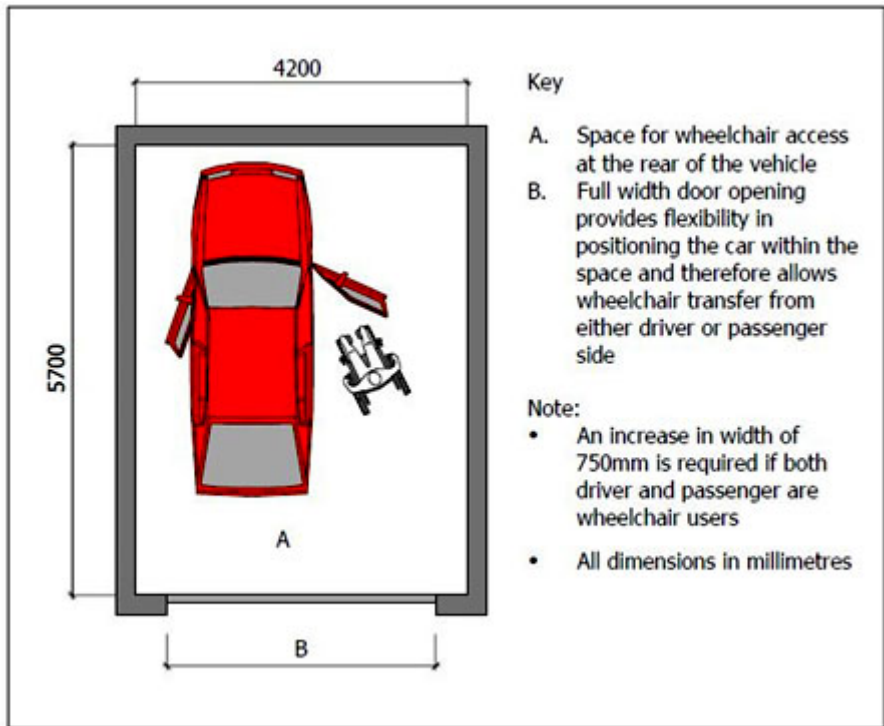 4200
5700
A
B
Key
A. Space for wheelchair access
at the rear of the vehicle
B. Full width door opening
provides flexibility in
positioning the car within the
space and therefore allows
wheelchair transfer from
either driver or passenger
side
Note:
• An increase in width of
750mm is required if both
driver and passenger are
wheelchair users
• All dimensions in millimetres